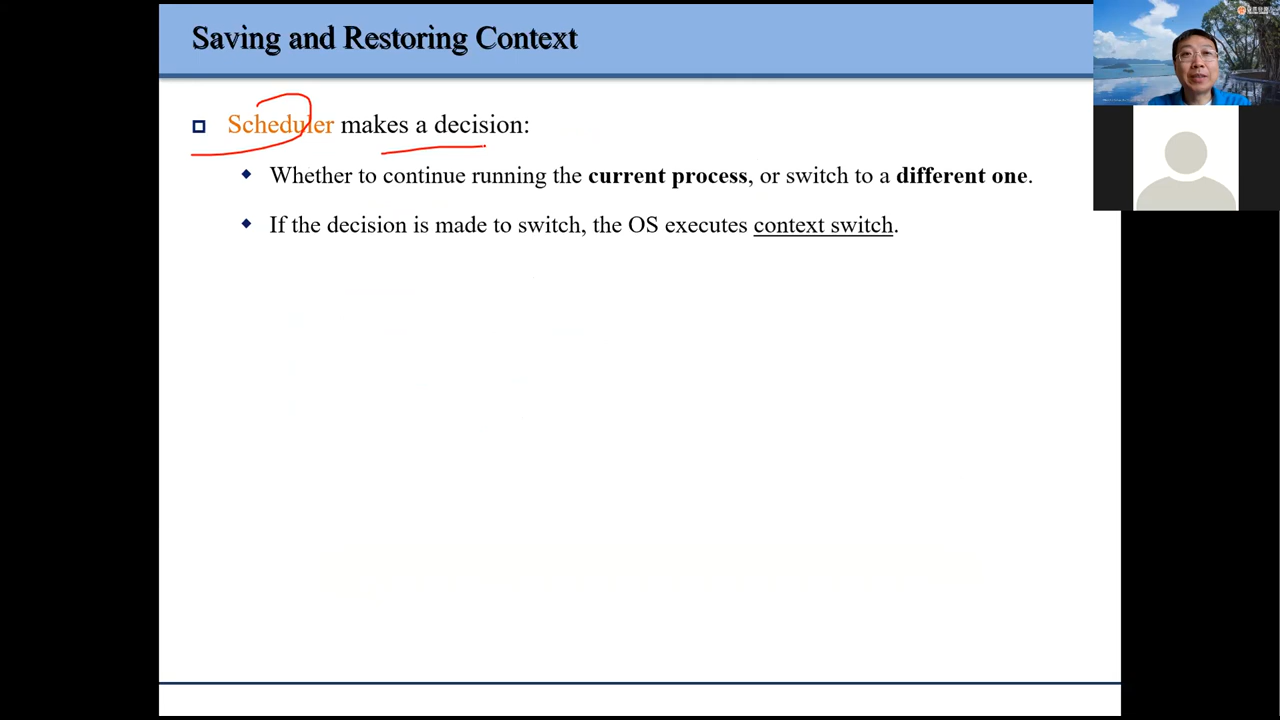 Saving and Restoring Context
Scheduler makes a decision:
Whether to continue running the current process, or switch to a different one.
If the decision is made to switch, the OS executes context switch.